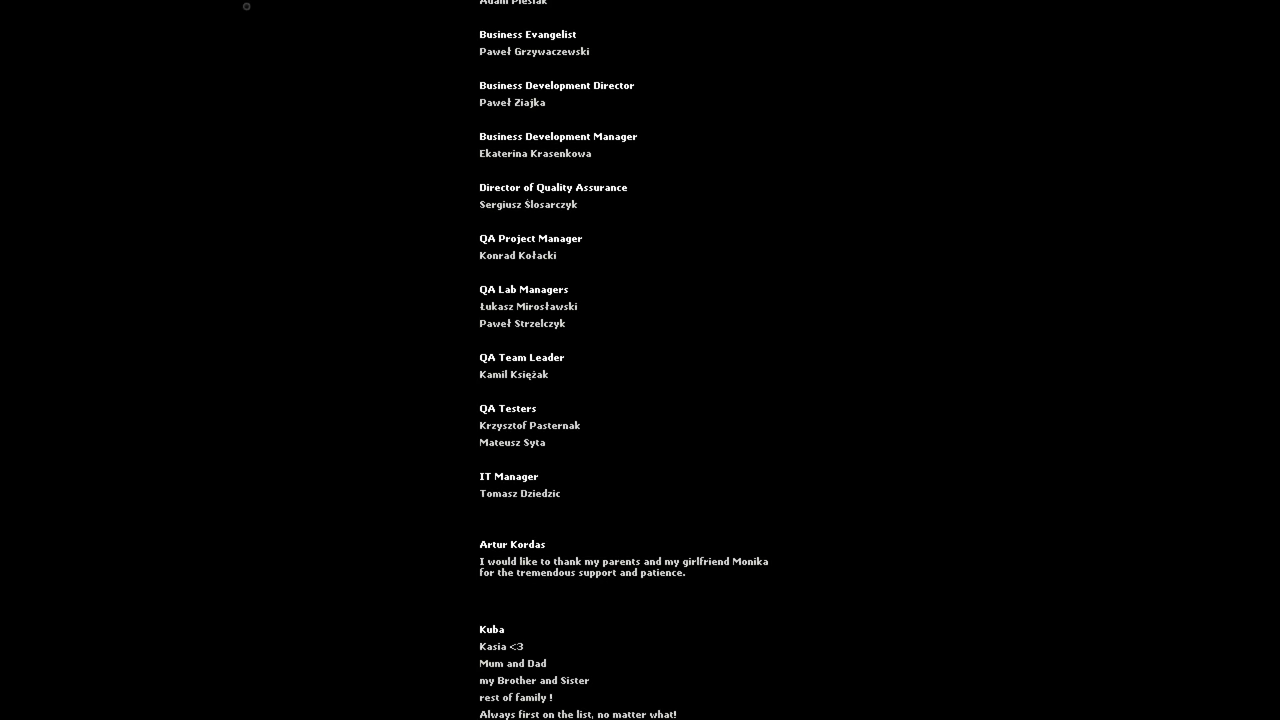 Business Evangelist
Paweł Grzywaczewski
Business Development Director
Paweł Ziajka
Business Development Manager
Ekaterina Krasenkowa
Director of Quality Assurance
Sergiusz Ślosarczyk
QA Project Manager
Konrad Kołacki
QA Lab Managers
Łukasz Mirosławski
Paweł Strzelczyk
QA Team Leader
Kamil Księżak
QA Testers
Krzysztof Pasternak
Mateusz Syta
IT Manager
Tomasz Dziedzic
Artur Kordas
I would like to thank my parents and my girlfriend Monika
for the tremendous support and patience.
Kuba
Kasia <3
Mum and Dad
my Brother and Sister
rest of family !
Always first on the list, no matter what!